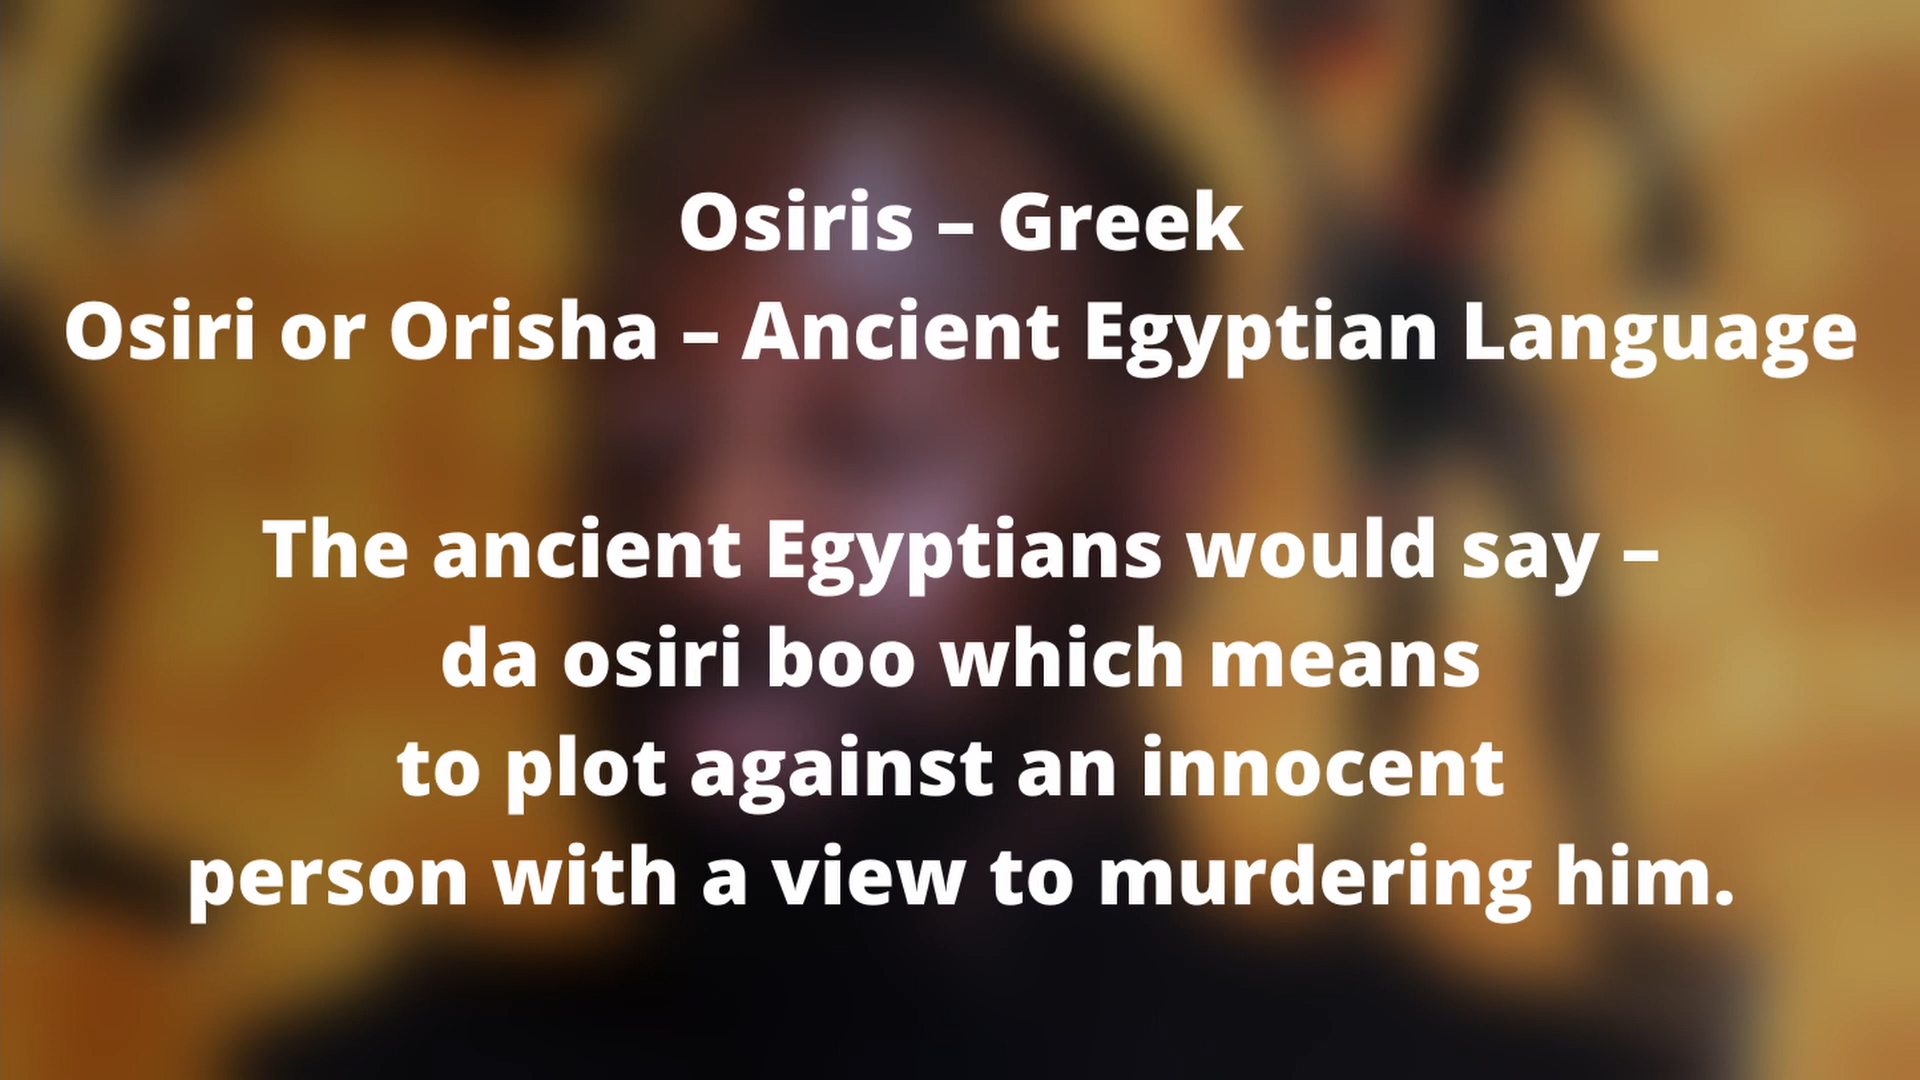 Osiris – Greek
Osiri or Orisha – Ancient Egyptian Language
The ancient Egyptians would say –
da osiri boo which means
to plot against an innocent
person with a view to murdering him.